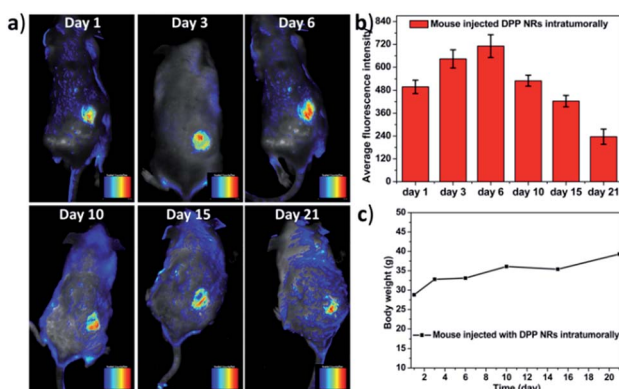 a)
Day 1
Day 3
Day 6
Day 10
Day 15
Day 21
b)
Mouse injected DPP NRs intratumorally
Average fluorescence intensity
840
720
600
480
360
240
120
0
day 1
day 3
day 6
day 10
day 15
day 21
c)
Body weight (g)
50
45
40
35
30
25
20
15
10
Mouse injected with DPP NRs intratumorally
2
4
6
8
10
12
14
16
18
20
Time (day)